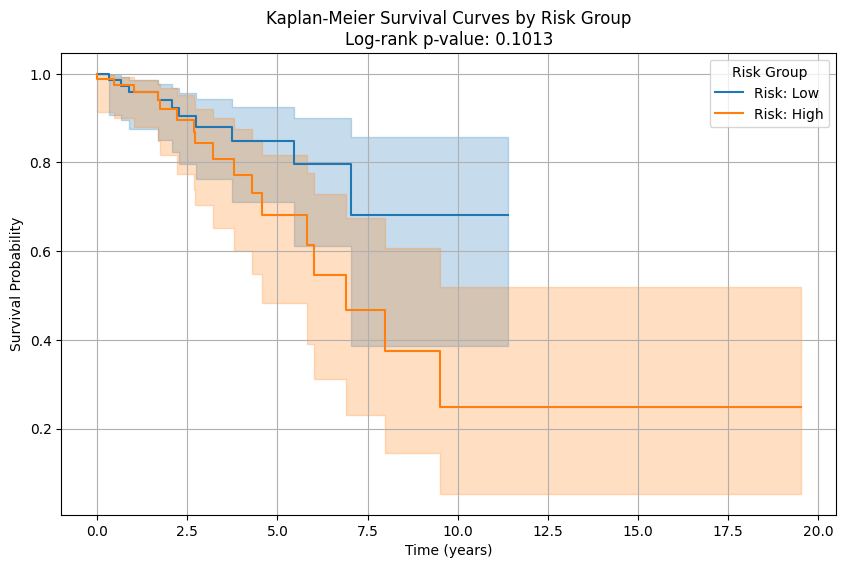 Kaplan-Meier Survival Curves by Risk Group
Log-rank p-value: 0.1013
Risk Group
Risk: Low
Risk: High
Survival Probability
1.0
0.8
0.6
0.4
0.2
0.0 2.5 5.0 7.5 10.0 12.5 15.0 17.5 20.0
Time (years)